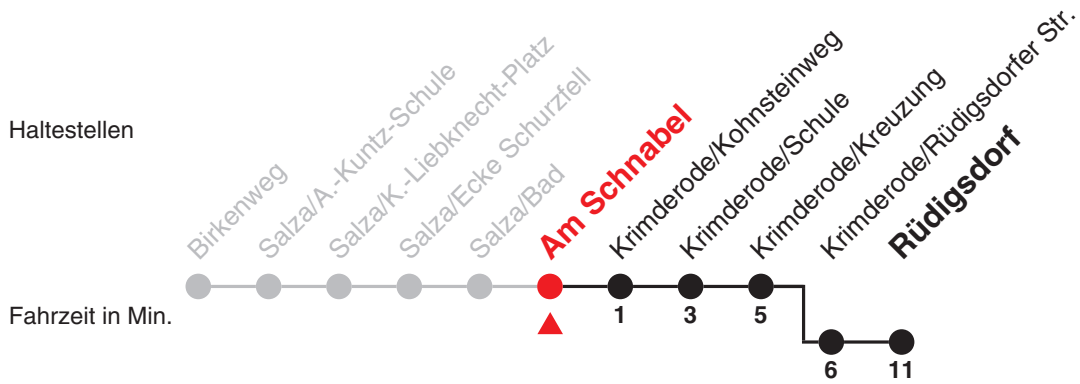 Haltestellen
Birkenweg
Salza/A.-Kuntz-Schule
Salza/K.-Liebknecht-Platz
Salza/Ecke Schurzfell
Salza/Bad
Am Schnabel
Krimderode/Kohnsteinweg
Krimderode/Schule
Krimderode/Kreuzung
Krimderode/Rüdigsdorfer Str.
Rüdigsdorf
Fahrzeit in Min.
1
3
5
6
11